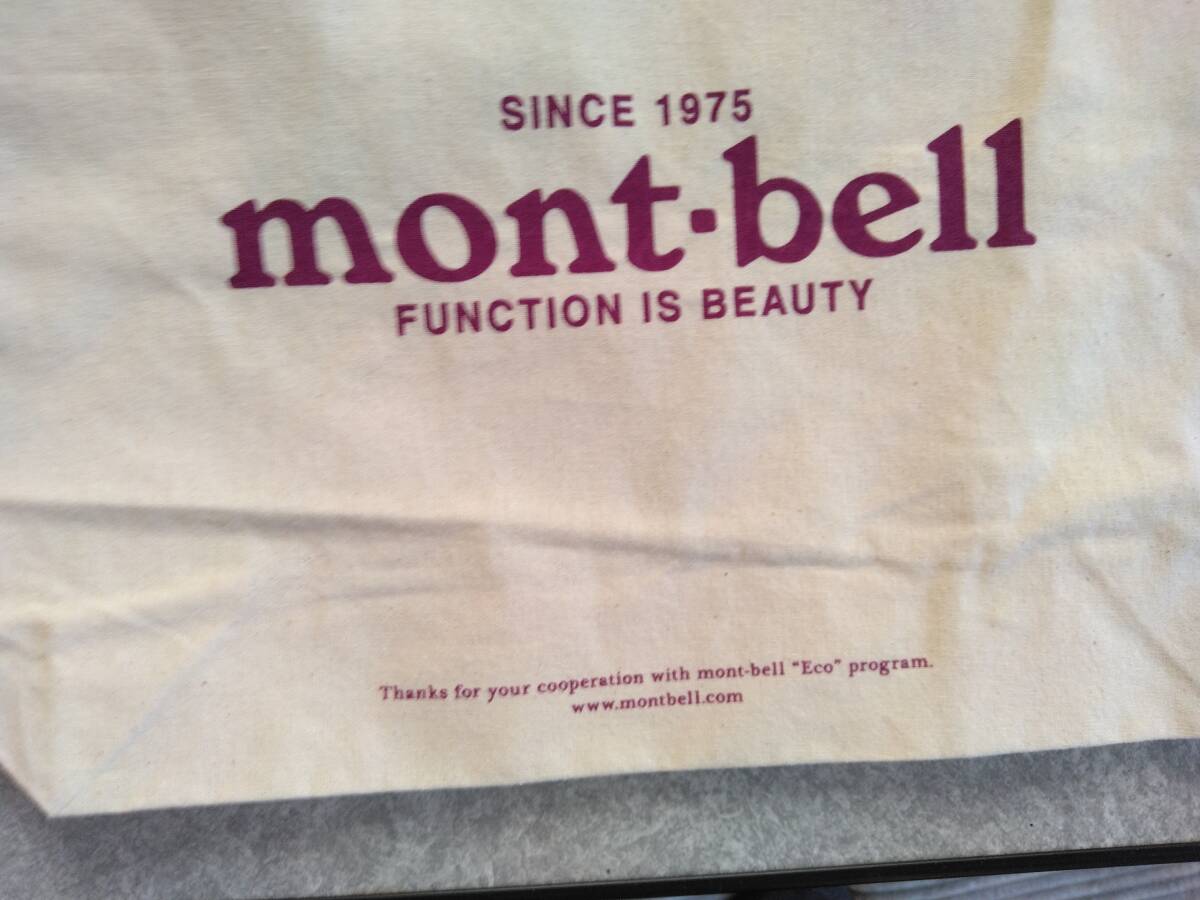 SINCE 1975
mont·bell
FUNCTION IS BEAUTY
Thanks for your cooperation with mont-bell “Eco” program.
www.montbell.com